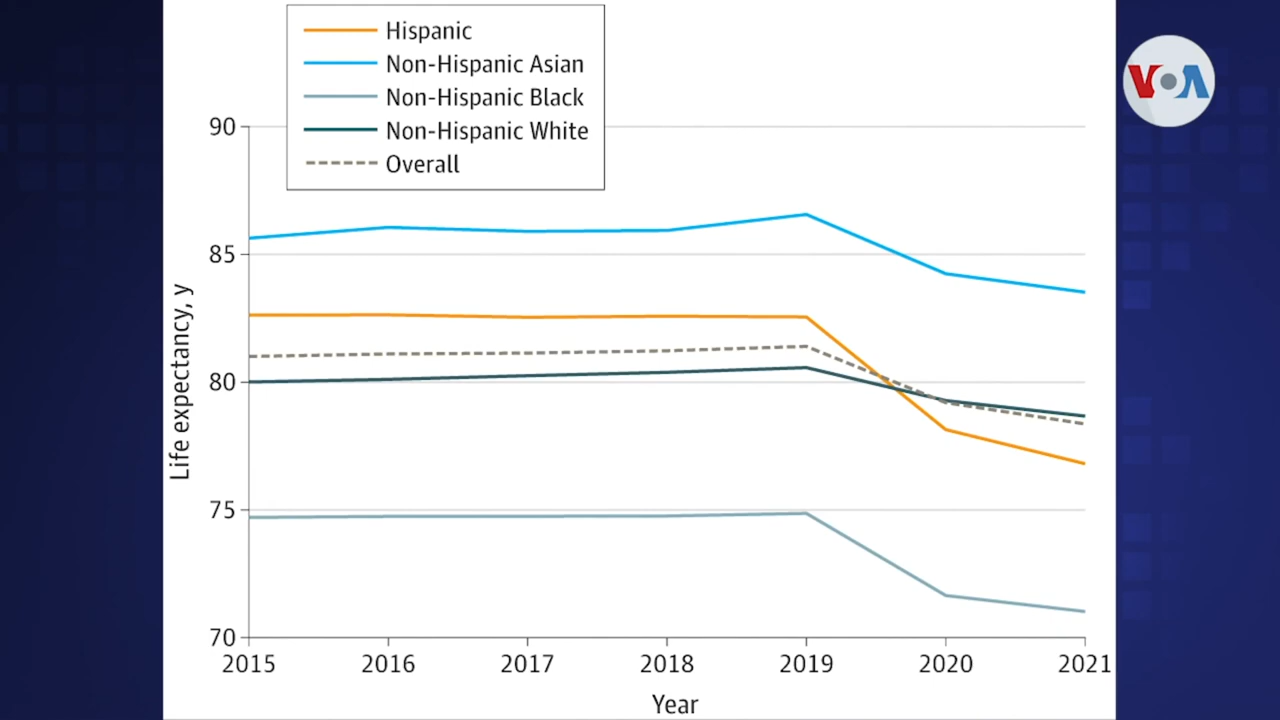 Hispanic
Non-Hispanic Asian
Non-Hispanic Black
Non-Hispanic White
Overall
VOA
90
85
80
75
70
Life expectancy, y
2015 2016 2017 2018 2019 2020 2021
Year